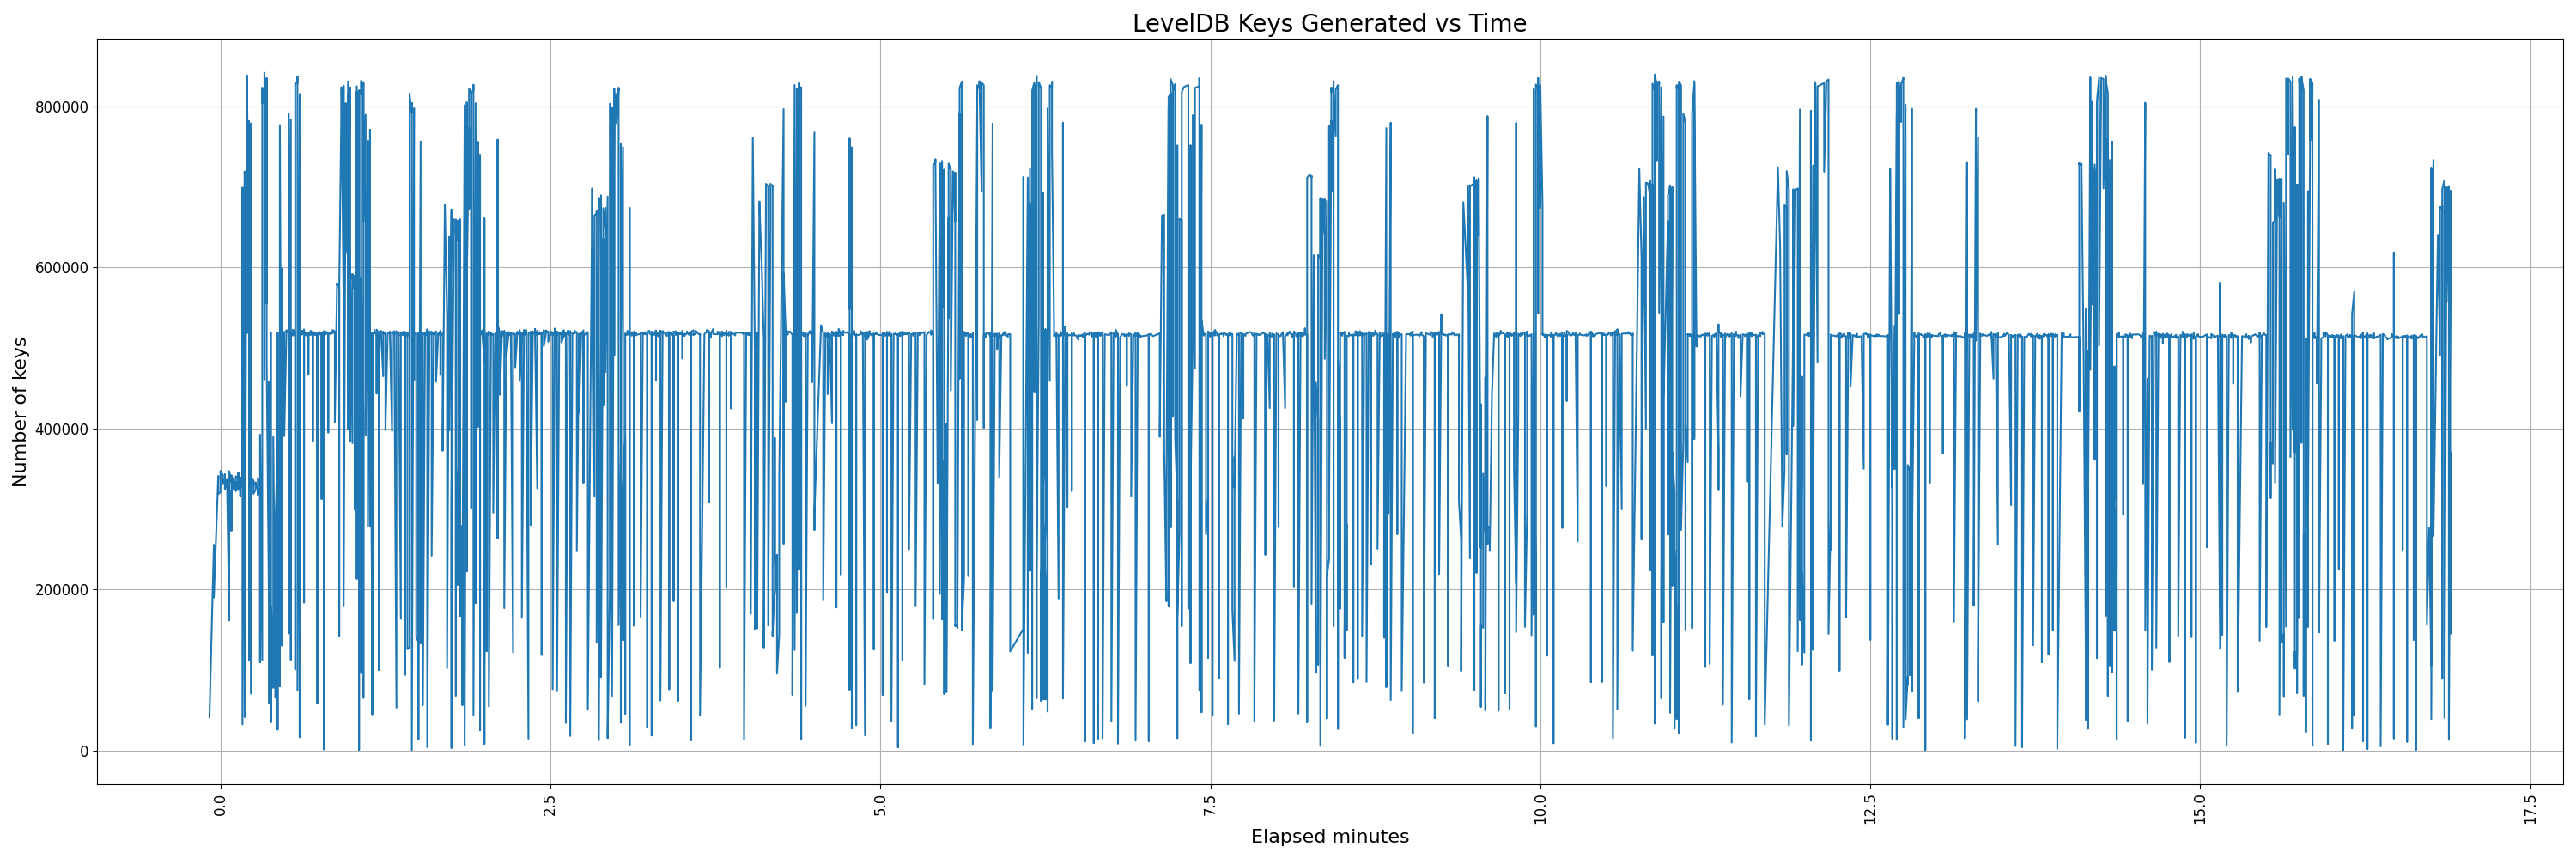 LevelDB Keys Generated vs Time
Number of keys
800000
600000
400000
200000
0
0.0 2.5 5.0 7.5 10.0 12.5 15.0 17.5
Elapsed minutes